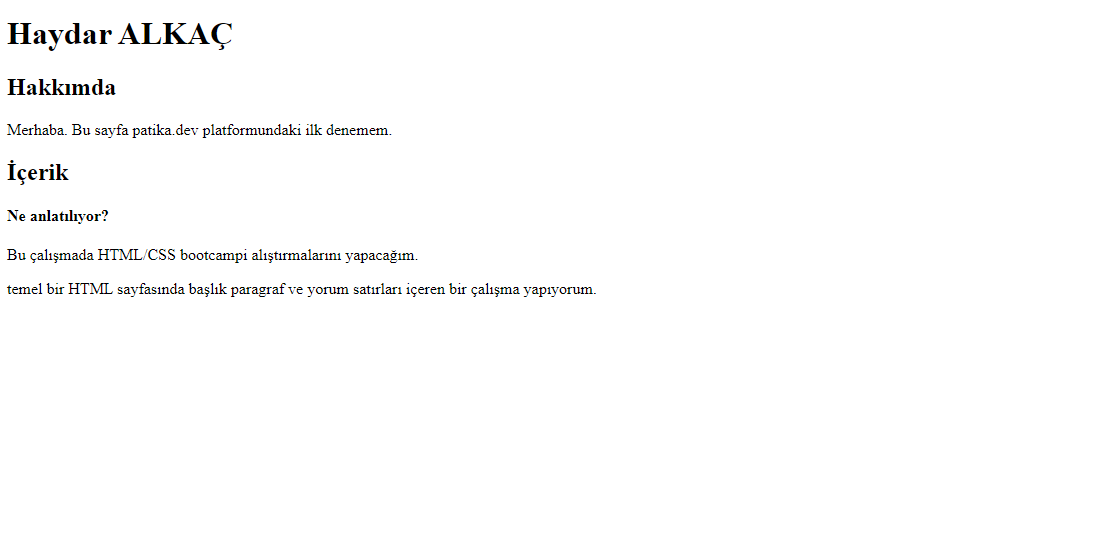 Haydar ALKAÇ
Hakkımda
Merhaba. Bu sayfa patika.dev platformundaki ilk denemem.
İçerik
Ne anlatılıyor?
Bu çalışmada HTML/CSS bootcampi alıştırmalarını yapacağım.
temel bir HTML sayfasında başlık paragraf ve yorum satırları içeren bir çalışma yapıyorum.